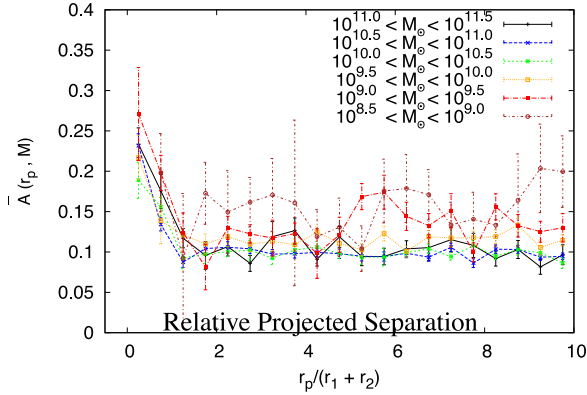 0.4
0.35
0.3
0.25
0.2
0.15
0.1
0.05
0
A̅ (r_p , M)
10^11.0 < M_⊙ < 10^11.5
10^10.5 < M_⊙ < 10^11.0
10^10.0 < M_⊙ < 10^10.5
10^9.5 < M_⊙ < 10^10.0
10^9.0 < M_⊙ < 10^9.5
10^8.5 < M_⊙ < 10^9.0
Relative Projected Separation
0 2 4 6 8 10
r_p/(r_1 + r_2)